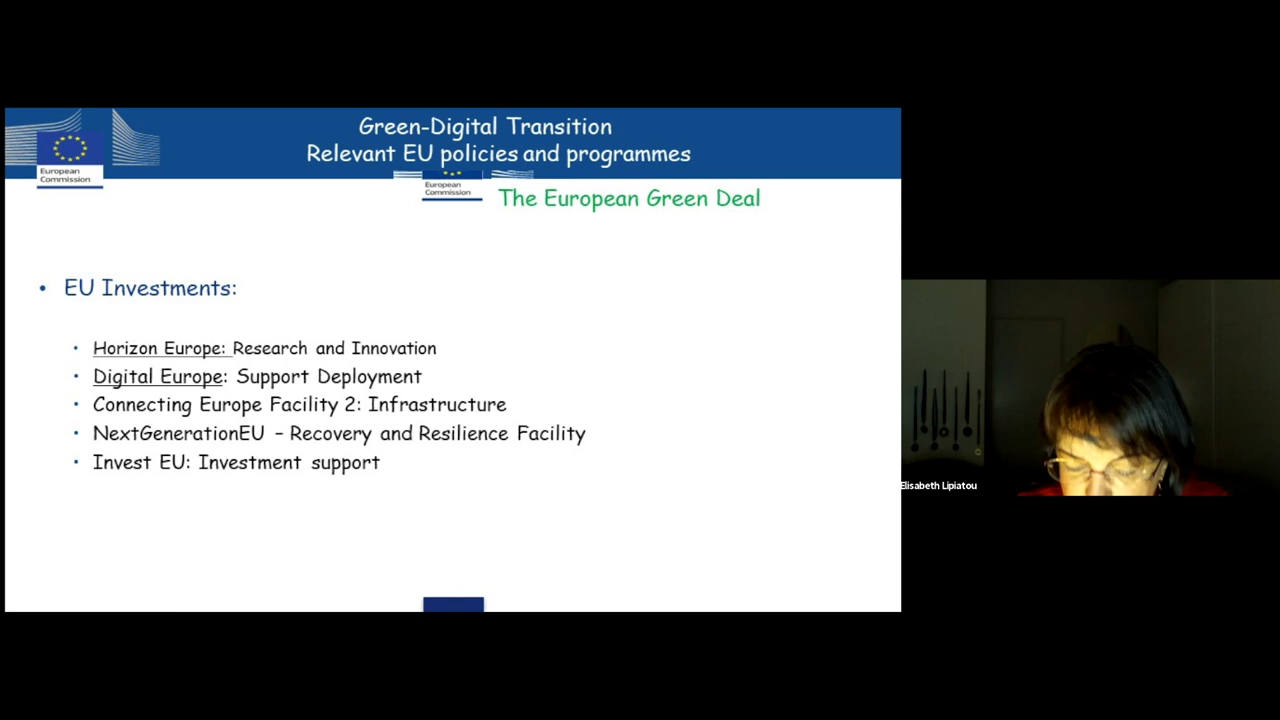 Green-Digital Transition
Relevant EU policies and programmes
European
Commission
European
Commission
The European Green Deal
• EU Investments:
• Horizon Europe: Research and Innovation
• Digital Europe: Support Deployment
• Connecting Europe Facility 2: Infrastructure
• NextGenerationEU – Recovery and Resilience Facility
• Invest EU: Investment support
Elisabeth Lipiatou